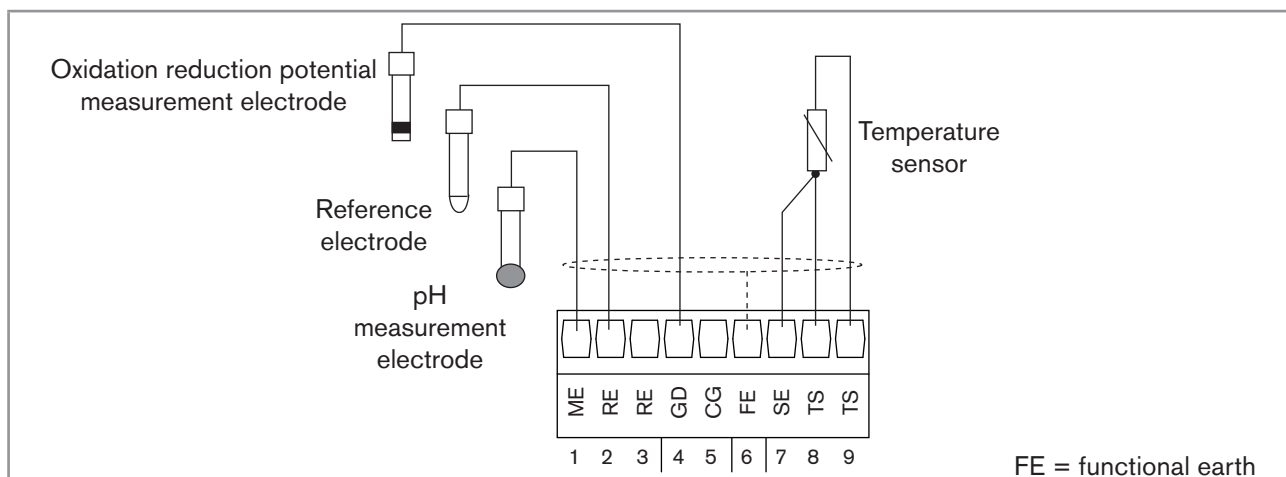 Oxidation reduction potential
measurement electrode
Reference
electrode
pH
measurement
electrode
Temperature
sensor
ME RE RE GD CG FE SE TS TS
1 2 3 4 5 6 7 8 9
FE = functional earth